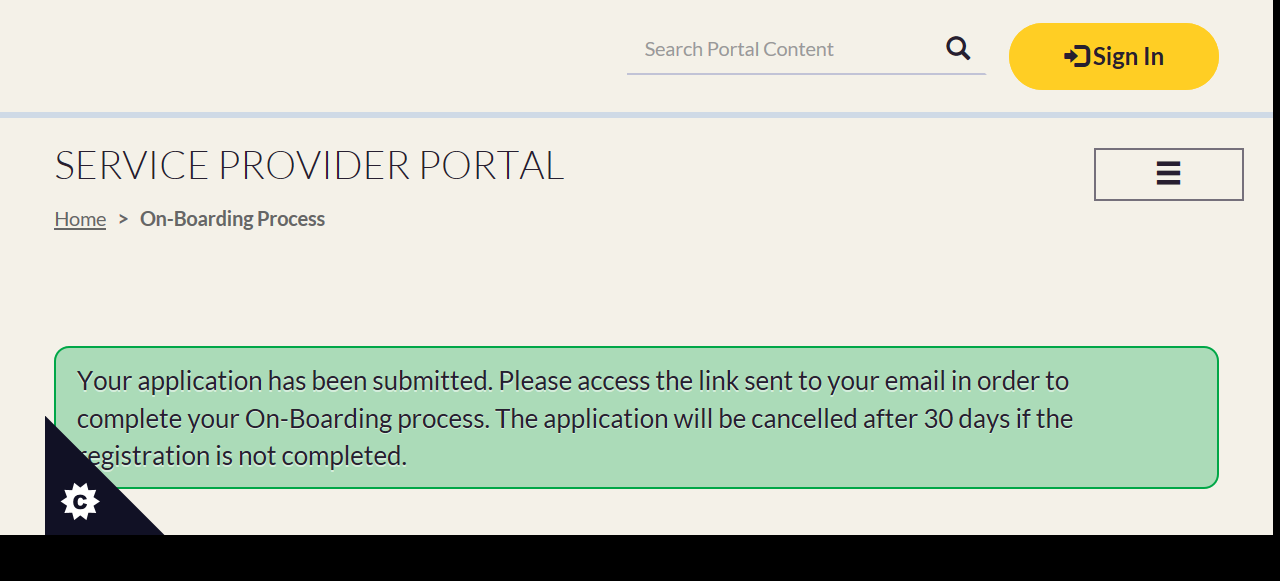 Search Portal Content
Sign In
SERVICE PROVIDER PORTAL
Home > On-Boarding Process
Your application has been submitted. Please access the link sent to your email in order to
complete your On-Boarding process. The application will be cancelled after 30 days if the
registration is not completed.
C